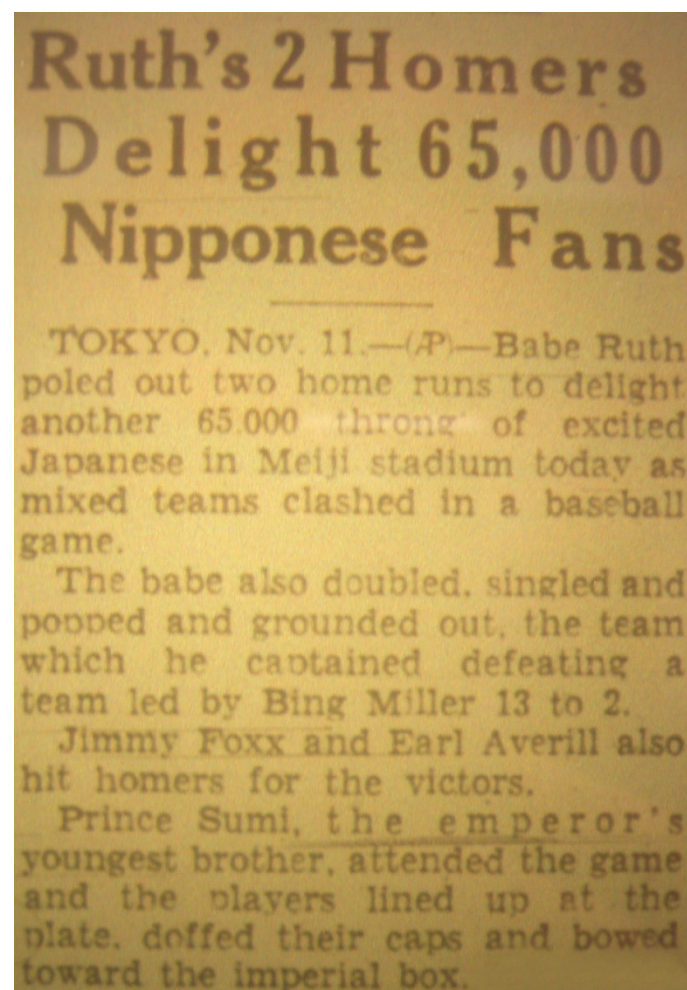 Ruth's 2 Homers
Delight 65,000
Nipponese Fans
TOKYO, Nov. 11.—(AP)—Babe Ruth
poled out two home runs to delight
another 65,000 throng of excited
Japanese in Meiji stadium today as
mixed teams clashed in a baseball
game.
The babe also doubled, singled and
popped and grounded out, the team
which he captained defeating a
team led by Bing Miller 13 to 2.
Jimmy Foxx and Earl Averill also
hit homers for the victors.
Prince Sumi, the emperor's
youngest brother, attended the game
and the players lined up at the
plate, doffed their caps and bowed
toward the imperial box.